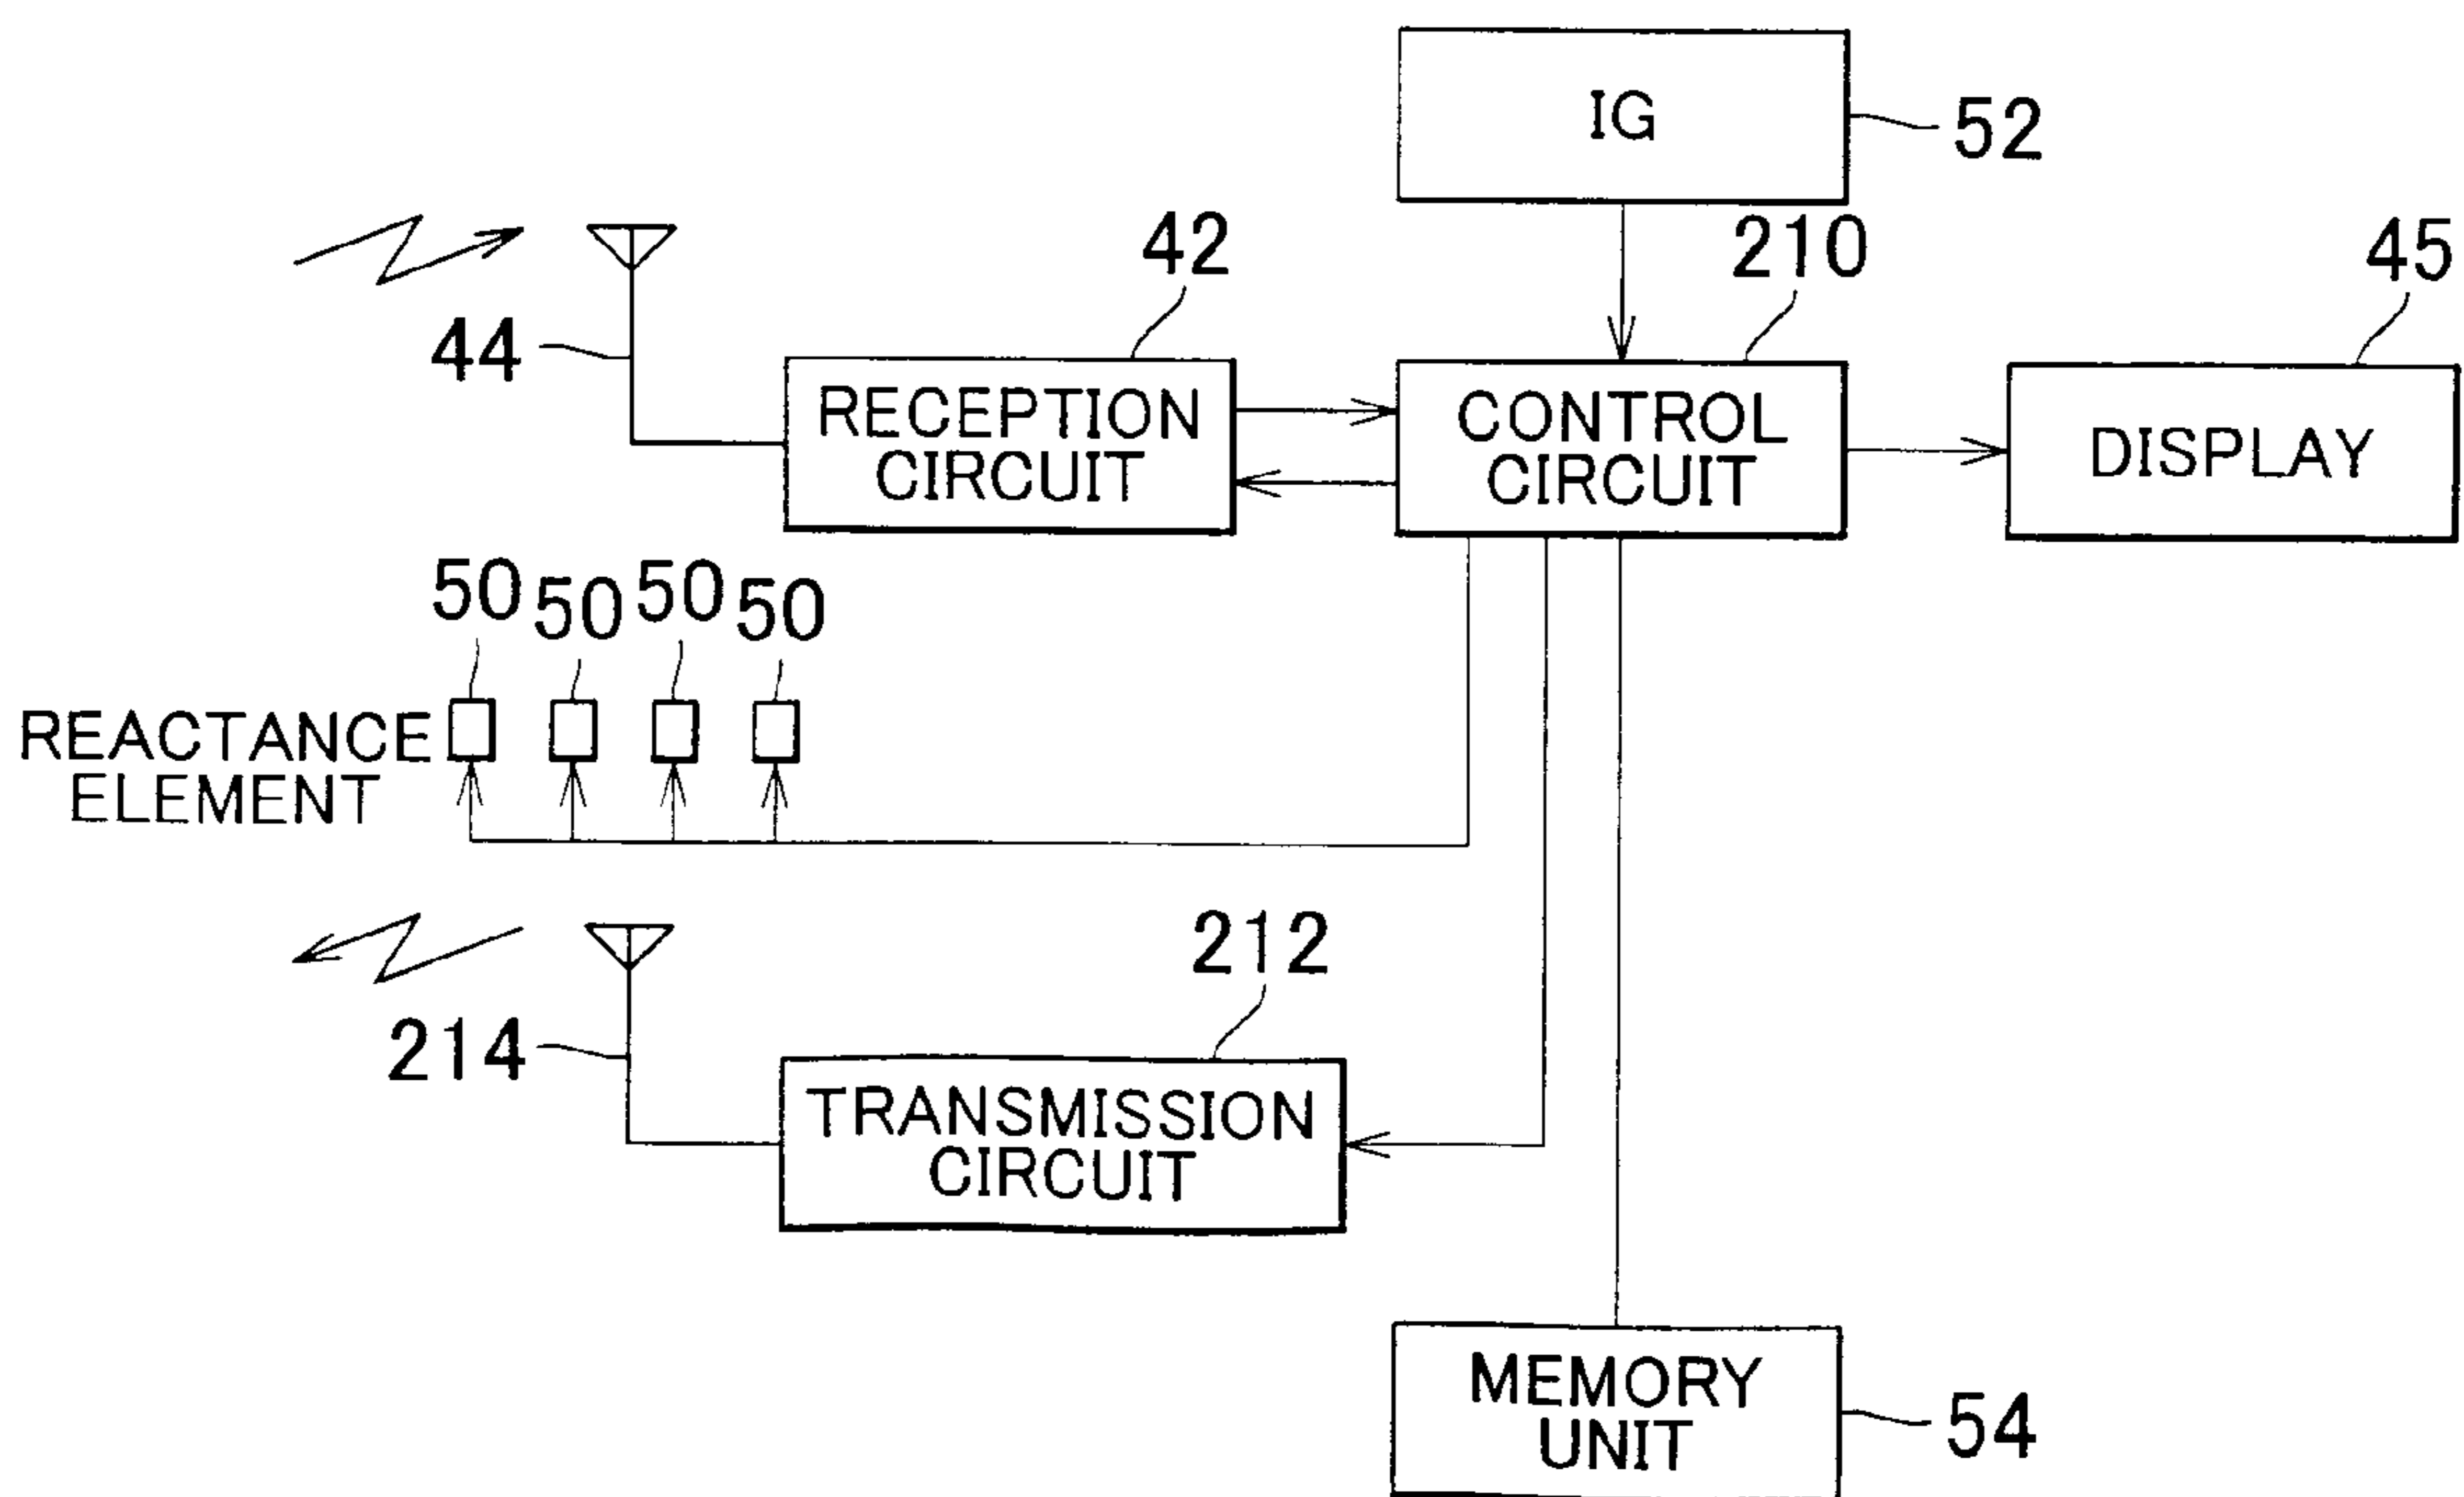 IG
52
42
210
45
44
RECEPTION
CIRCUIT
CONTROL
CIRCUIT
DISPLAY
50 50 50 50
REACTANCE
ELEMENT
212
214
TRANSMISSION
CIRCUIT
MEMORY
UNIT
54